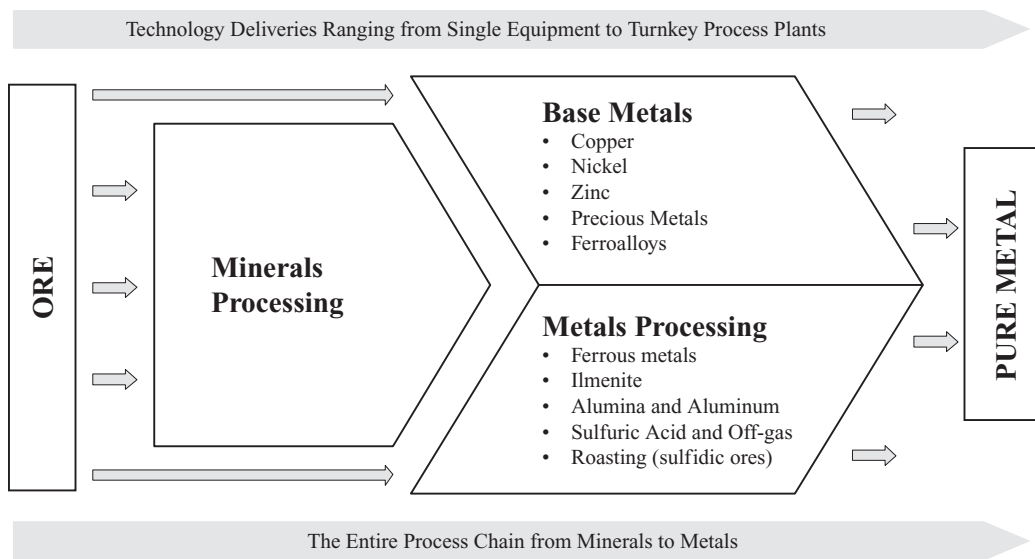 Technology Deliveries Ranging from Single Equipment to Turnkey Process Plants
ORE
Minerals
Processing
Base Metals
• Copper
• Nickel
• Zinc
• Precious Metals
• Ferroalloys
Metals Processing
• Ferrous metals
• Ilmenite
• Alumina and Aluminum
• Sulfuric Acid and Off-gas
• Roasting (sulfidic ores)
PURE METAL
The Entire Process Chain from Minerals to Metals